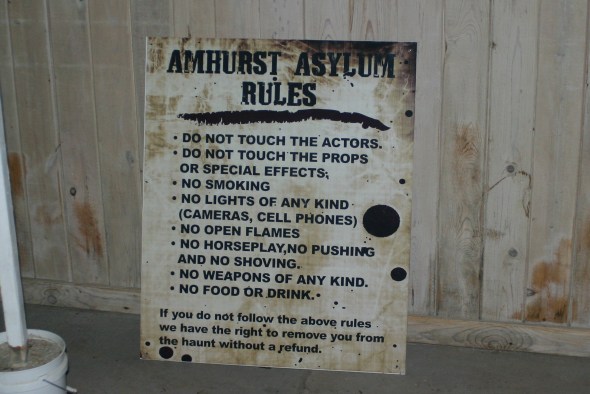 AMHURST ASYLUM
RULES
• DO NOT TOUCH THE ACTORS.
• DO NOT TOUCH THE PROPS
OR SPECIAL EFFECTS;
• NO SMOKING
• NO LIGHTS OF ANY KIND
(CAMERAS, CELL PHONES)
• NO OPEN FLAMES
• NO HORSEPLAY,NO PUSHING
AND NO SHOVING.
• NO WEAPONS OF ANY KIND.
• NO FOOD OR DRINK.
If you do not follow the above rules
we have the right to remove you from
the haunt without a refund.